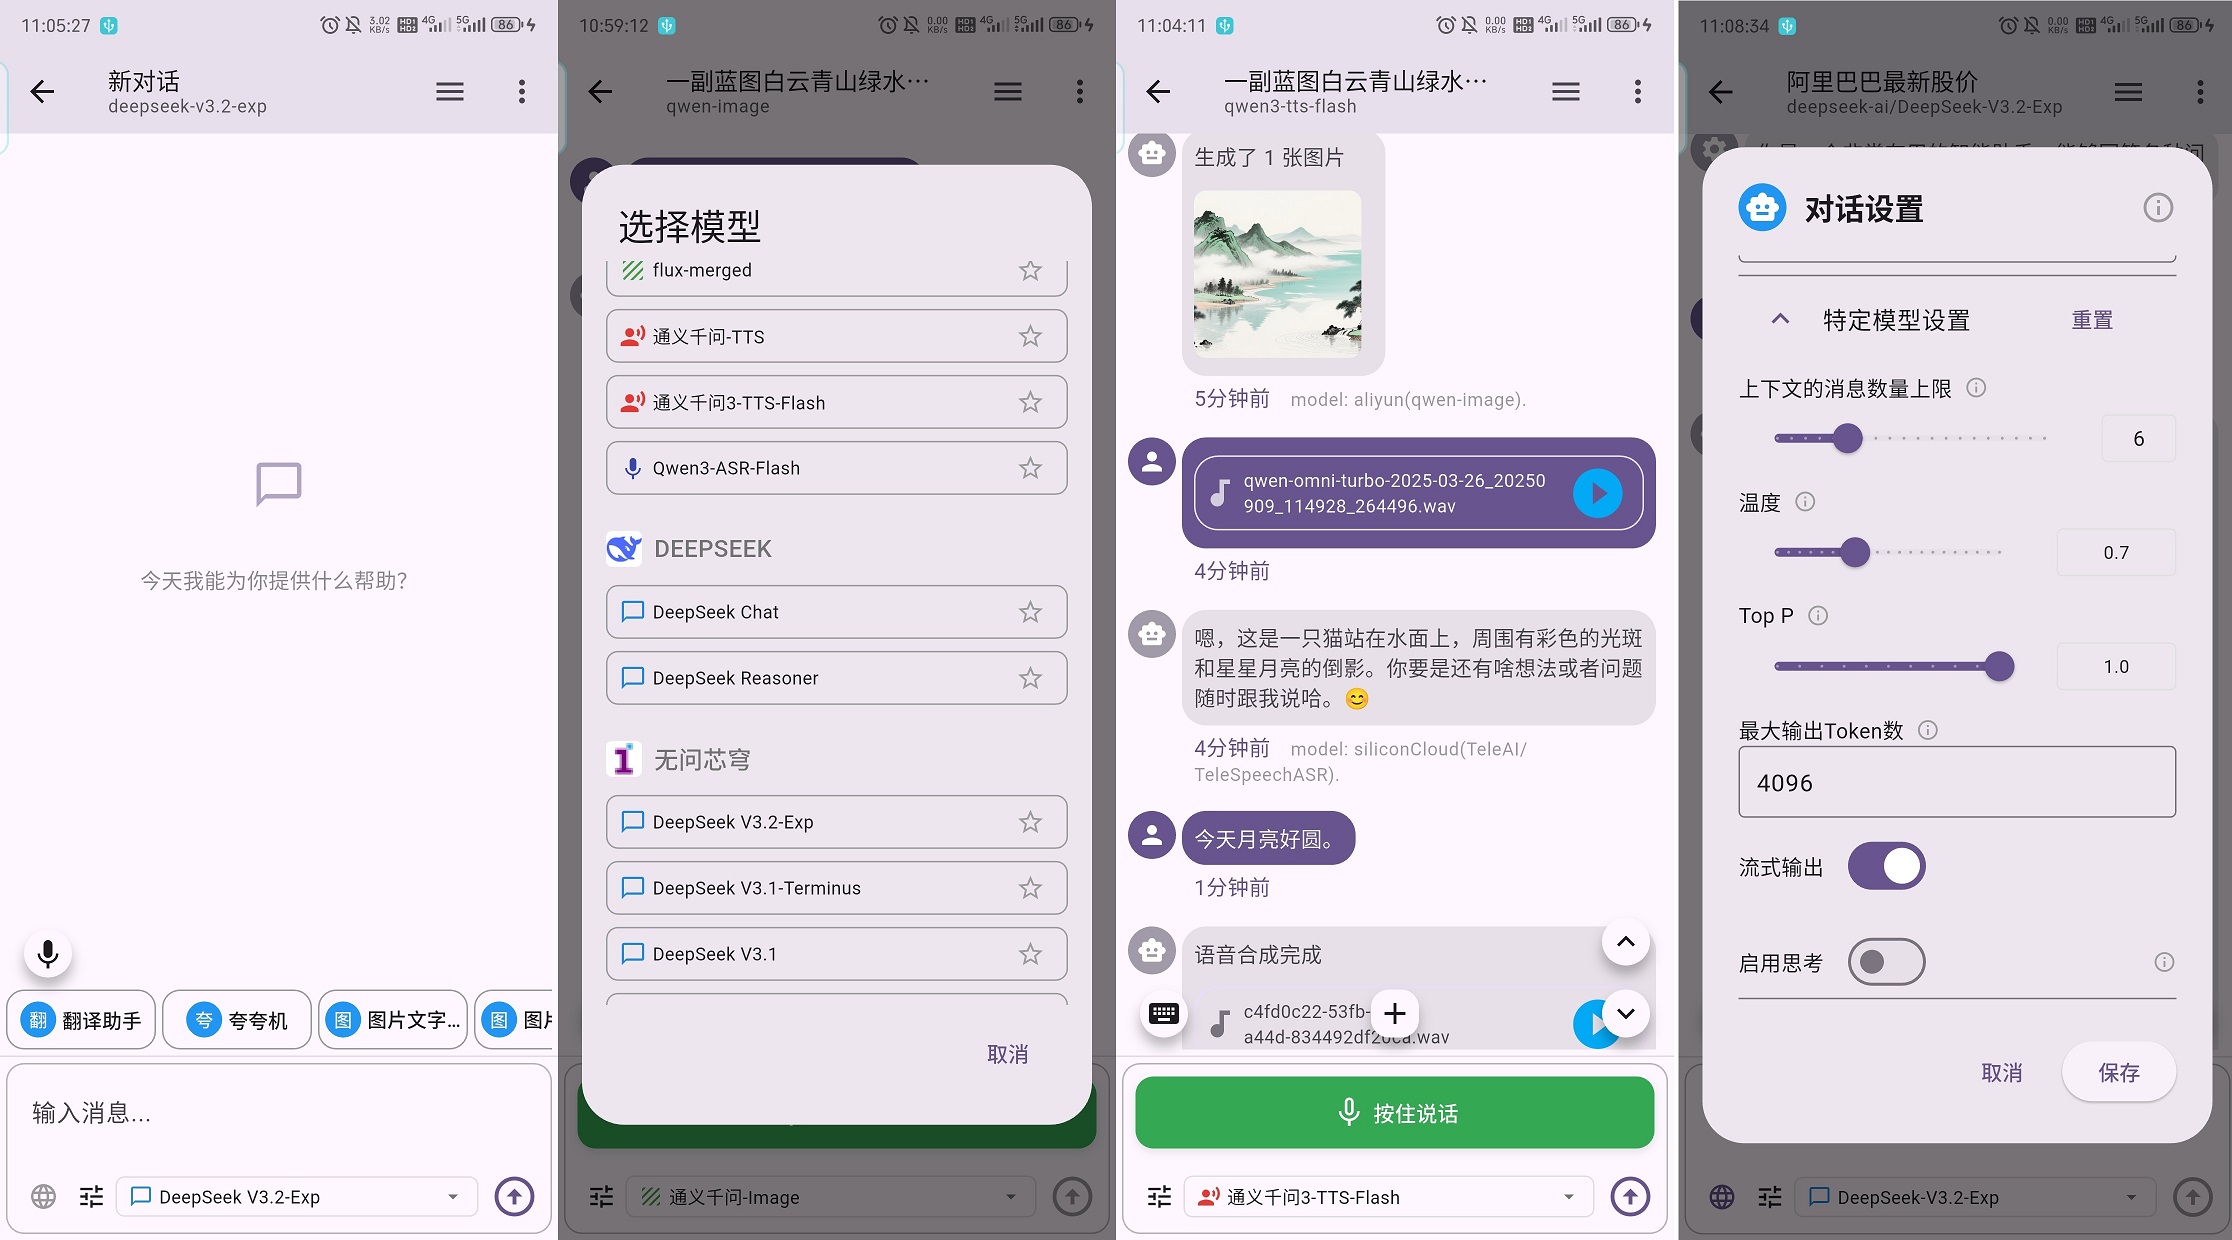 11:05:27
3.02
KB/s
HD1
HD2
4G
5G
86
新对话
deepseek-v3.2-exp
今天我能为你提供什么帮助?
翻 翻译助手
夸 夸夸机
图 图片文字...
图 图片
输入消息...
DeepSeek V3.2-Exp
10:59:12
0.00
KB/s
HD1
HD2
4G
5G
86
一副蓝图白云青山绿水…
qwen-image
选择模型
flux-merged
通义千问-TTS
通义千问3-TTS-Flash
Qwen3-ASR-Flash
DEEPSEEK
DeepSeek Chat
DeepSeek Reasoner
无问芯穹
DeepSeek V3.2-Exp
DeepSeek V3.1-Terminus
DeepSeek V3.1
取消
通义千问-Image
11:04:11
0.00
KB/s
HD1
HD2
4G
5G
86
一副蓝图白云青山绿水…
qwen3-tts-flash
生成了 1 张图片
5分钟前 model: aliyun(qwen-image).
qwen-omni-turbo-2025-03-26_20250
909_114928_264496.wav
4分钟前
嗯，这是一只猫站在水面上，周围有彩色的光斑
和星星月亮的倒影。你要是还有啥想法或者问题
随时跟我说哈。😊
4分钟前 model: siliconCloud(TeleAI/
TeleSpeechASR).
今天月亮好圆。
1分钟前
语音合成完成
c4fd0c22-53fb-
a44d-834492df20ca.wav
按住说话
通义千问3-TTS-Flash
11:08:34
0.00
KB/s
HD1
HD2
4G
5G
86
阿里巴巴最新股价
deepseek-ai/DeepSeek-V3.2-Exp
对话设置
特定模型设置 重置
上下文的消息数量上限
6
温度
0.7
Top P
1.0
最大输出Token数
4096
流式输出
启用思考
取消 保存
DeepSeek-V3.2-Exp